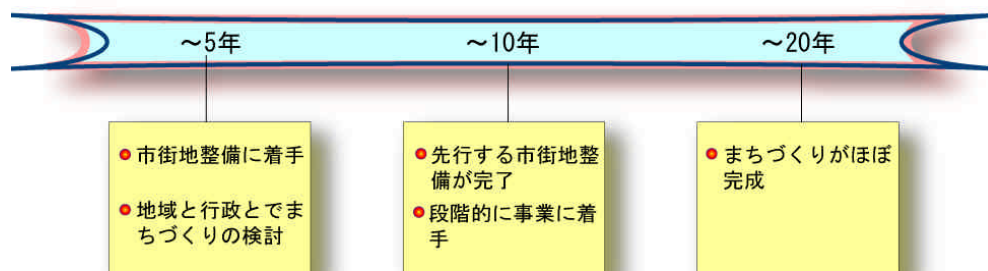 ～5年
～10年
～20年
市街地整備に着手
地域と行政とでま
ちづくりの検討
先行する市街地整
備が完了
段階的に事業に着
手
まちづくりがほぼ
完成